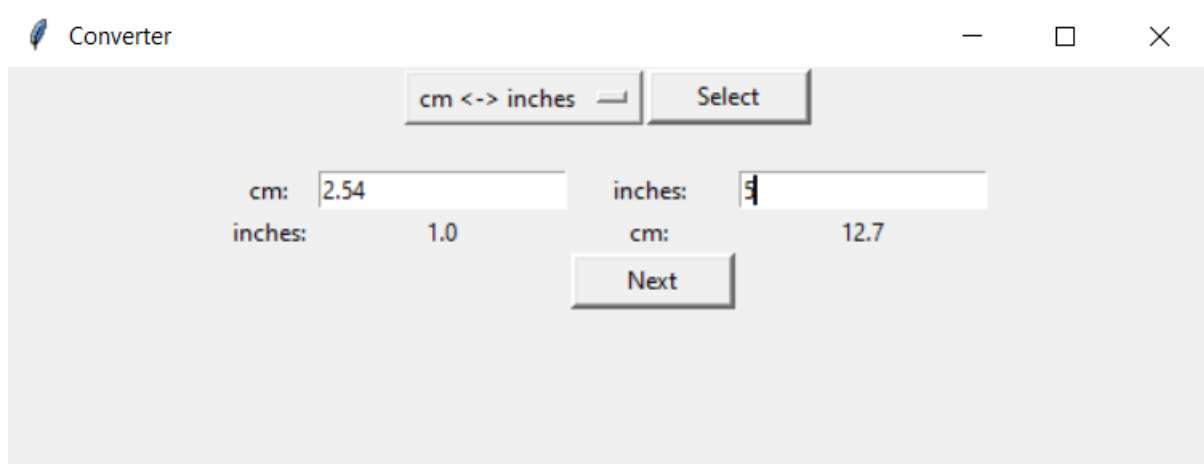 Converter
cm <-> inches Select
cm: 2.54 inches: 5
inches: 1.0 cm: 12.7
Next